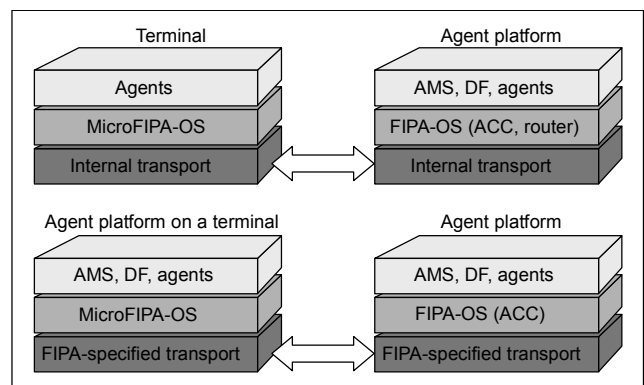 Terminal
Agent platform
Agents
AMS, DF, agents
MicroFIPA-OS
FIPA-OS (ACC, router)
Internal transport
Internal transport
Agent platform on a terminal
Agent platform
AMS, DF, agents
AMS, DF, agents
MicroFIPA-OS
FIPA-OS (ACC)
FIPA-specified transport
FIPA-specified transport